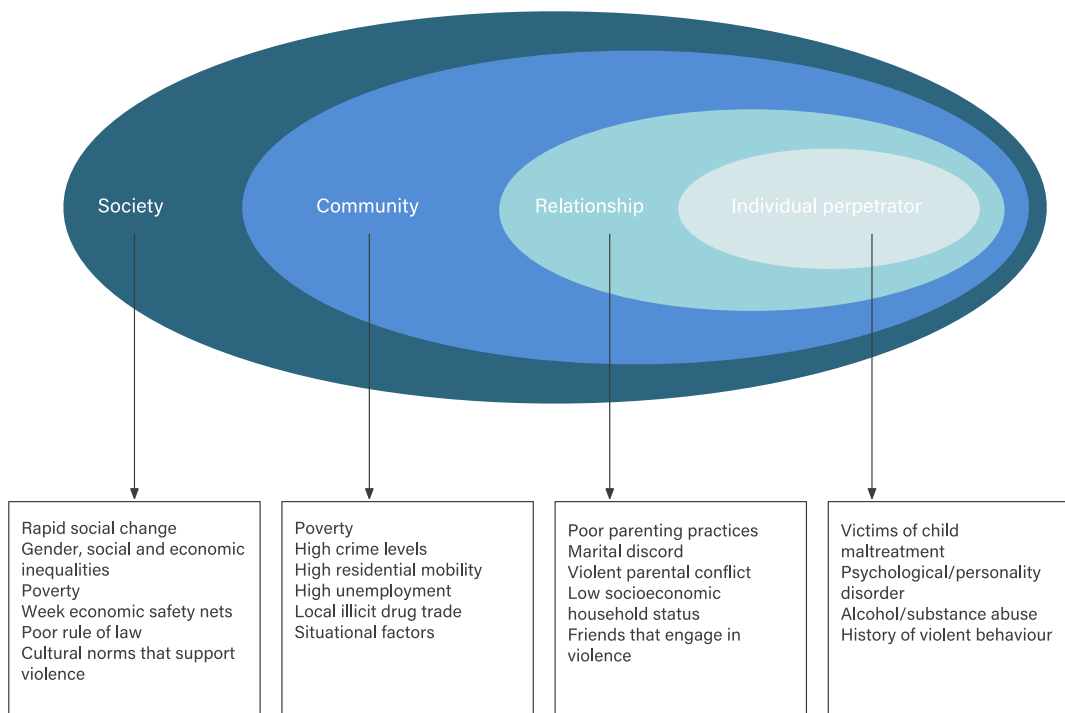 Society
Community
Relationship
Individual perpetrator
Rapid social change
Gender, social and economic
inequalities
Poverty
Week economic safety nets
Poor rule of law
Cultural norms that support
violence
Poverty
High crime levels
High residential mobility
High unemployment
Local illicit drug trade
Situational factors
Poor parenting practices
Marital discord
Violent parental conflict
Low socioeconomic
household status
Friends that engage in
violence
Victims of child
maltreatment
Psychological/personality
disorder
Alcohol/substance abuse
History of violent behaviour